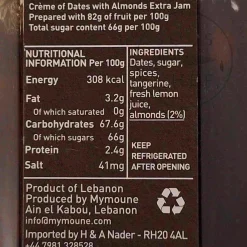 Crème of Dates with Almonds Extra Jam
Prepared with 82g of fruit per 100g
Total sugar content 66g per 100g
NUTRITIONAL
INFORMATION Per 100g
Energy 308 kcal
Fat 3.2g
Of which saturated 0g
Carbohydrates 67.6g
Of which sugars 66g
Protein 2.4g
Salt 41mg
INGREDIENTS
Dates, sugar,
spices,
tangerine,
fresh lemon
juice,
almonds (2%)
KEEP
REFRIGERATED
AFTER OPENING
Product of Lebanon
Produced by Mymoune
Ain el Kabou, Lebanon
info@mymoune.com
Imported by H & A Nader - RH20 4AL
+44 7981 328528